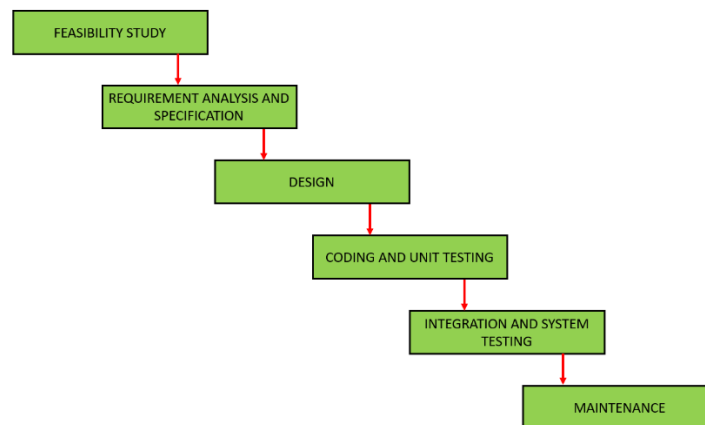 FEASIBILITY STUDY
REQUIREMENT ANALYSIS AND
SPECIFICATION
DESIGN
CODING AND UNIT TESTING
INTEGRATION AND SYSTEM
TESTING
MAINTENANCE